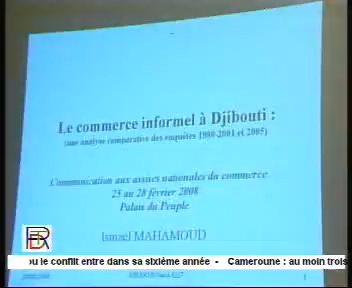 Le commerce informel à Djibouti :
(une analyse comparative des enquêtes 1980-2001 et 2005)
Communication aux assises nationales du commerce
25 au 28 février 2008
Palais du Peuple
Ismael MAHAMOUD
ou le conflit entre dans sa sixième année - Cameroune : au moin trois